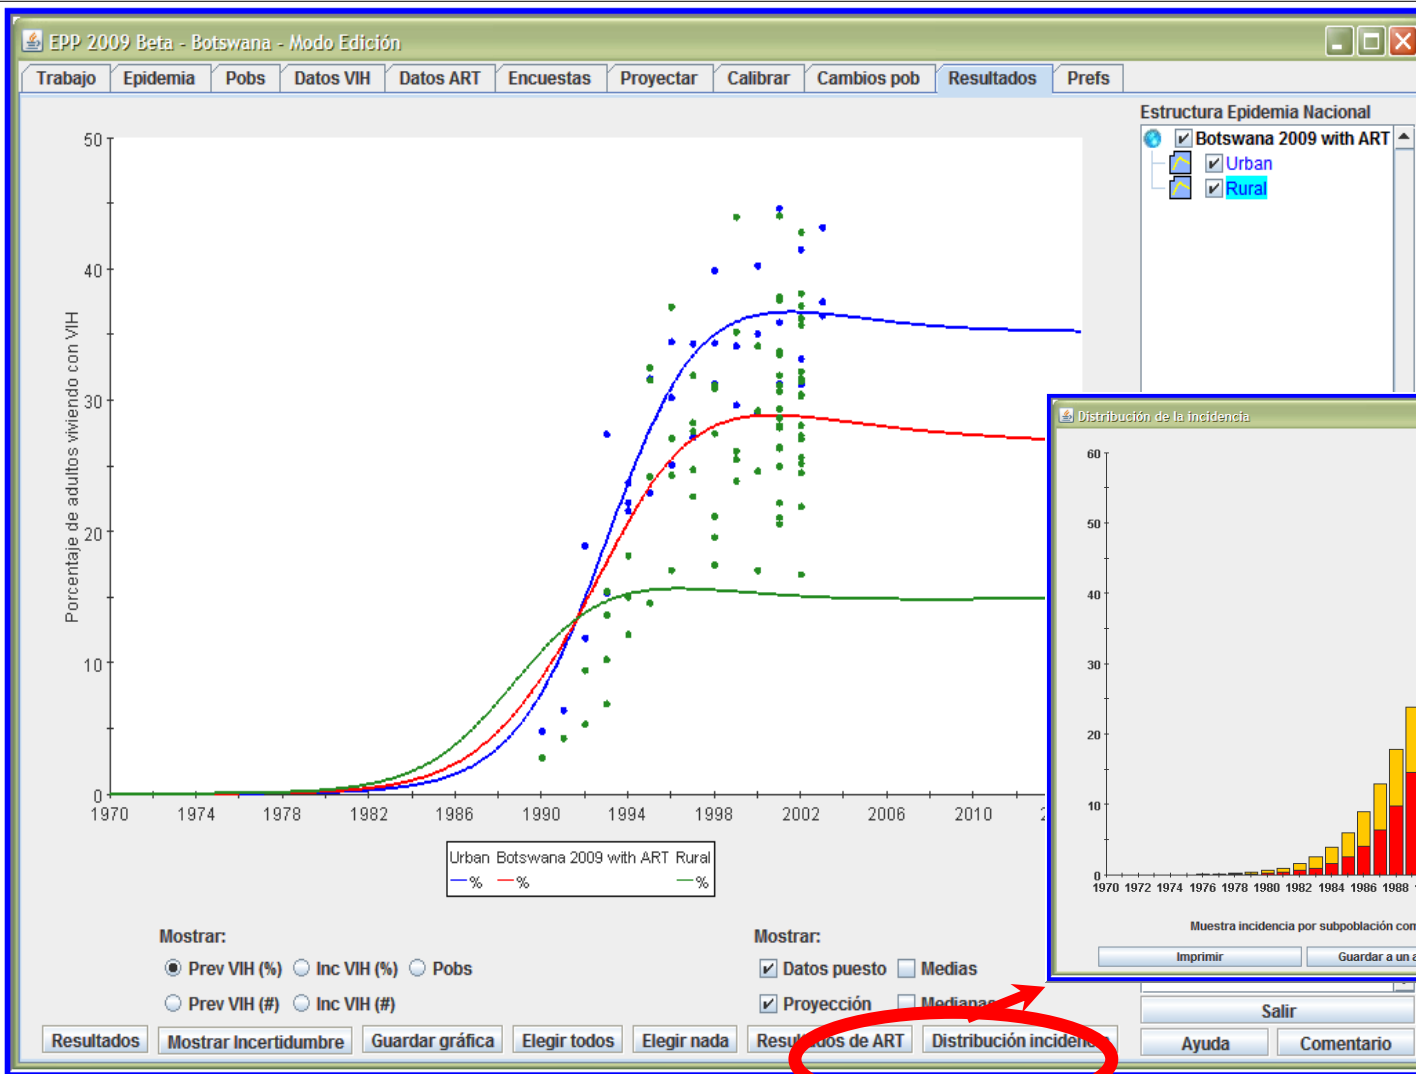 EPP 2009 Beta - Botswana - Modo Edición
Trabajo Epidemia Pobs Datos VIH Datos ART Encuestas Proyectar Calibrar Cambios pob Resultados Prefs
Estructura Epidemia Nacional
Botswana 2009 with ART
Urban
Rural
Porcentaje de adultos viviendo con VIH
50
40
30
20
10
0
1970 1974 1978 1982 1986 1990 1994 1998 2002 2006 2010
Urban Botswana 2009 with ART Rural
% % %
Distribución de la incidencia
60
50
40
30
20
10
0
1970 1972 1974 1976 1978 1980 1982 1984 1986 1988
Muestra incidencia por subpoblación
Imprimir Guardar a un
Mostrar:
Prev VIH (%) Inc VIH (%) Pobs
Prev VIH (#) Inc VIH (#)
Mostrar:
Datos puesto Medias
Proyección Medianas
Resultados Mostrar Incertidumbre Guardar gráfica Elegir todos Elegir nada Resultados de ART Distribución incidencia
Salir
Ayuda Comentario